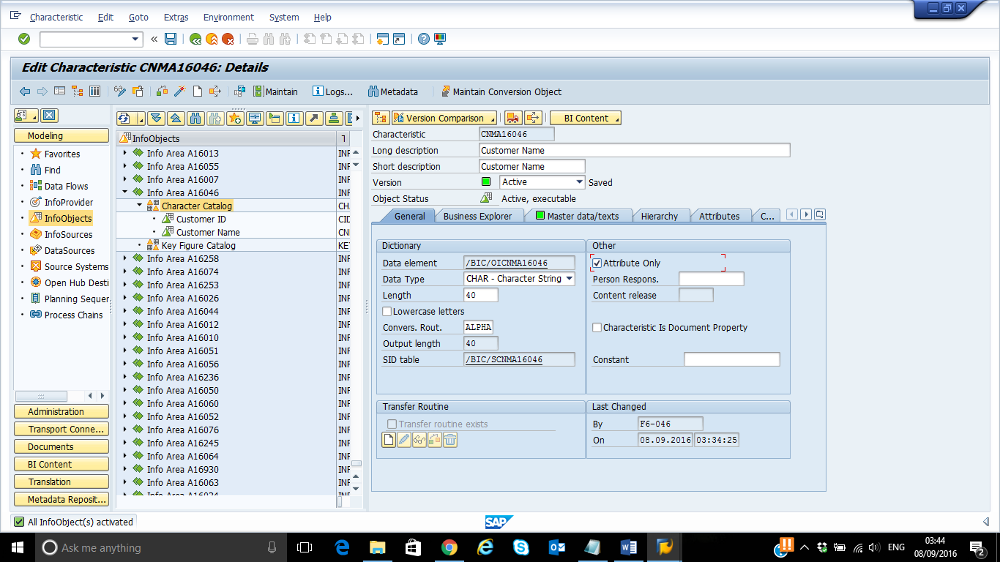 Characteristic Edit Goto Extras Environment System Help
Edit Characteristic CNMA16046: Details
Maintain Logs... Metadata Maintain Conversion Object
Version Comparison BI Content
Modeling
Favorites
Find
Data Flows
InfoProvider
InfoObjects
InfoSources
DataSources
Source Systems
Open Hub Desti
Planning Sequer
Process Chains
Administration
Transport Conne...
Documents
BI Content
Translation
Metadata Reposit...
InfoObjects
Info Area A16013 INF
Info Area A16055 INF
Info Area A16007 INF
Info Area A16046 INF
Character Catalog CH
Customer ID CID
Customer Name CN
Key Figure Catalog KE
Info Area A16258 INF
Info Area A16074 INF
Info Area A16253 INF
Info Area A16026 INF
Info Area A16044 INF
Info Area A16012 INF
Info Area A16010 INF
Info Area A16051 INF
Info Area A16056 INF
Info Area A16236 INF
Info Area A16050 INF
Info Area A16060 INF
Info Area A16052 INF
Info Area A16076 INF
Info Area A16245 INF
Info Area A16064 INF
Info Area A16930 INF
Info Area A16063 INF
Info Area A16024
Characteristic CNMA16046
Long description Customer Name
Short description Customer Name
Version Active Saved
Object Status Active, executable
General Business Explorer Master data/texts Hierarchy Attributes C...
Dictionary
Data element /BIC/OICNMA16046
Data Type CHAR - Character String
Length 40
Lowercase letters
Convers. Rout. ALPHA
Output length 40
SID table /BIC/SCNMA16046
Other
Attribute Only
Person Respons.
Content release
Characteristic Is Document Property
Constant
Transfer Routine
Transfer routine exists
Last Changed
By F6-046
On 08.09.2016 03:34:25
All InfoObject(s) activated
SAP
Ask me anything
ENG
03:44
08/09/2016
2